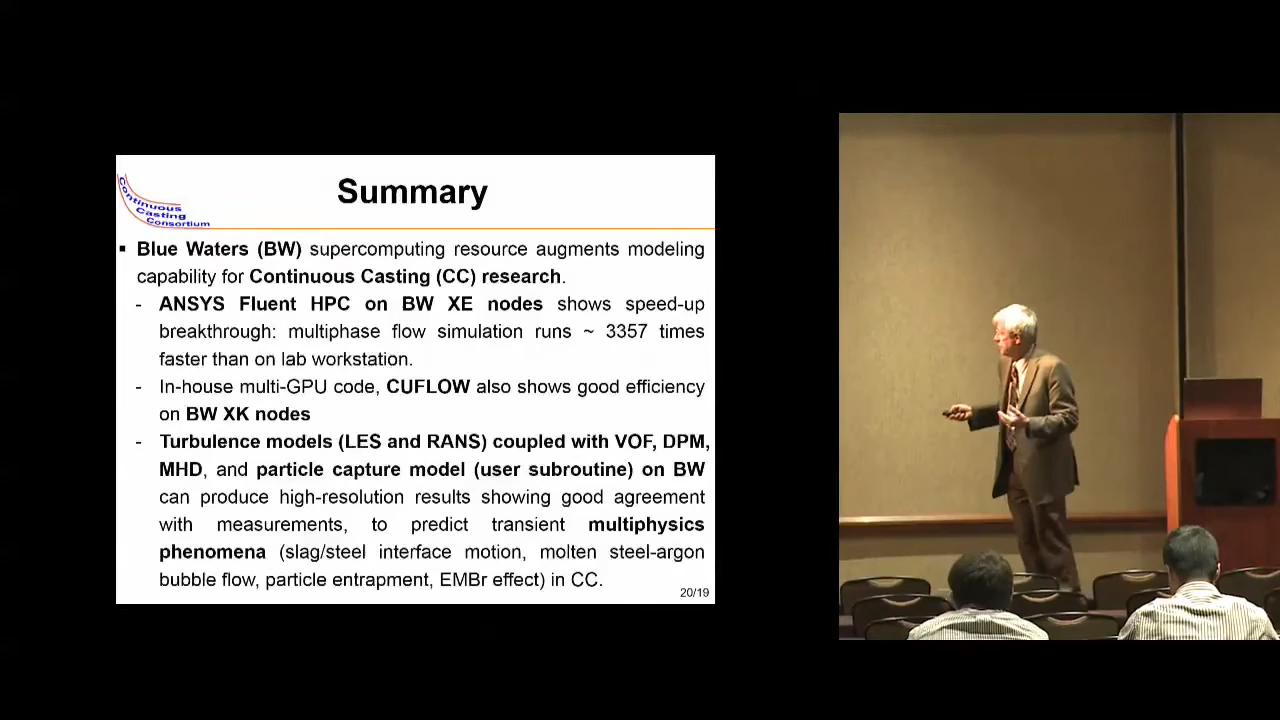 Continuous
Casting
Consortium
Summary
▪ Blue Waters (BW) supercomputing resource augments modeling
capability for Continuous Casting (CC) research.
- ANSYS Fluent HPC on BW XE nodes shows speed-up
breakthrough: multiphase flow simulation runs ~ 3357 times
faster than on lab workstation.
- In-house multi-GPU code, CUFLOW also shows good efficiency
on BW XK nodes
- Turbulence models (LES and RANS) coupled with VOF, DPM,
MHD, and particle capture model (user subroutine) on BW
can produce high-resolution results showing good agreement
with measurements, to predict transient multiphysics
phenomena (slag/steel interface motion, molten steel-argon
bubble flow, particle entrapment, EMBr effect) in CC.
20/19